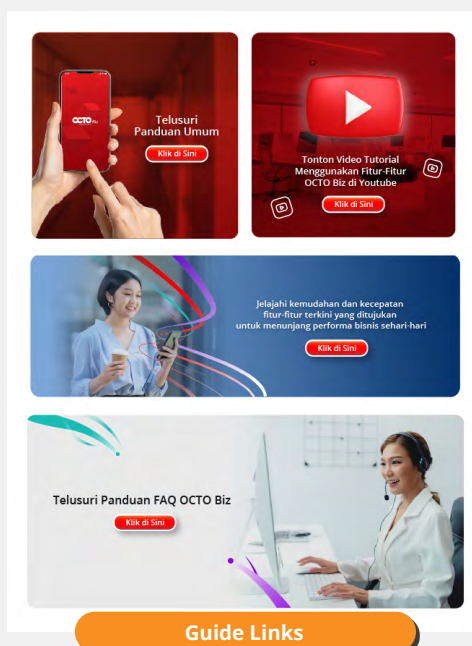 OCTO Biz
Telusuri
Panduan Umum
Klik di Sini
Tonton Video Tutorial
Menggunakan Fitur-Fitur
OCTO Biz di Youtube
Klik di Sini
Jelajahi kemudahan dan kecepatan
fitur-fitur terkini yang ditujukan
untuk menunjang performa bisnis sehari-hari
Klik di Sini
Telusuri Panduan FAQ OCTO Biz
Klik di Sini
Guide Links